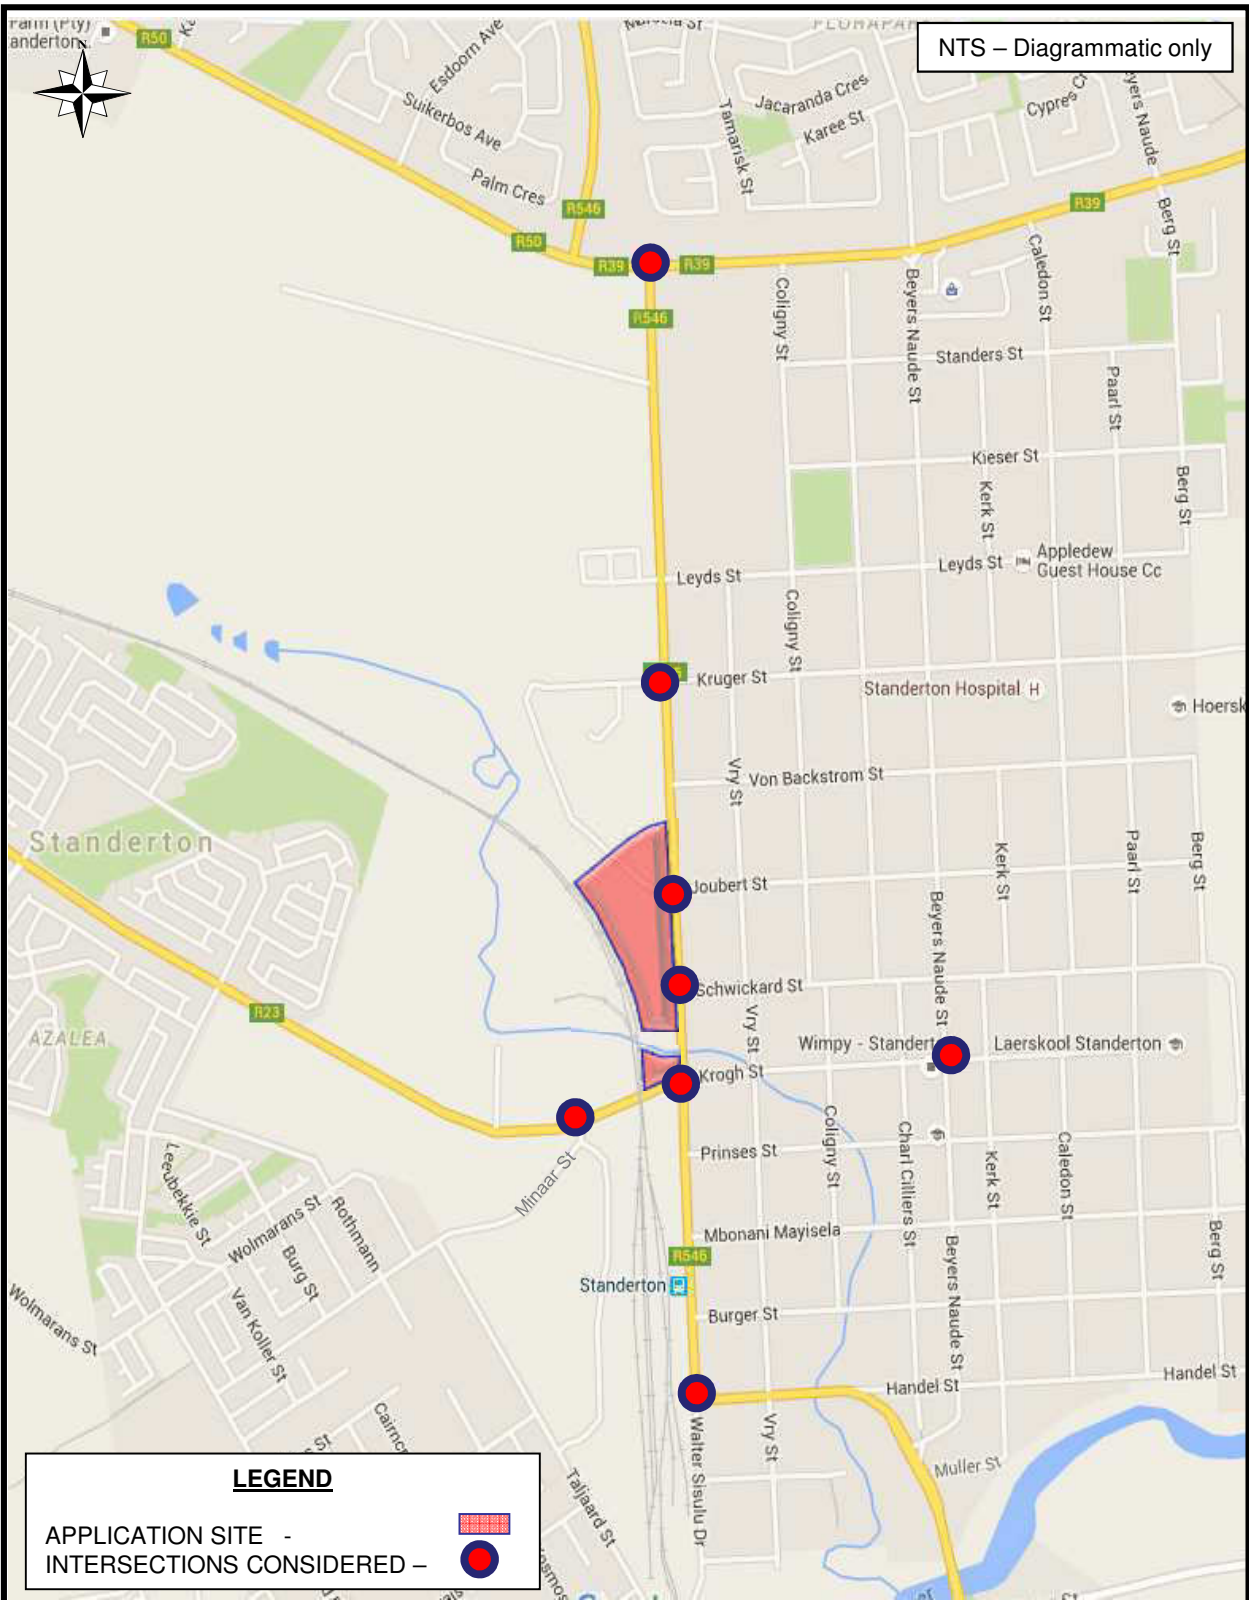 Farm (Pty)
anderton..
R50
N
Esdoorn Ave
Suikerbos Ave
Palm Cres
R546
R50
R39
R39
R546
Tamarisk St
Jacaranda Cres
Karee St
NTS – Diagrammatic only
Beyers Naude
R39
Berg St
Caledon St
Coligny St
Beyers Naude St
Standers St
Paarl St
Kieser St
Kerk St
Berg St
Leyds St
Leyds St
Appledew
Guest House Cc
Coligny St
Kruger St
Standerton Hospital H
Hoersk
Vry St
Von Backstrom St
Standerton
Joubert St
Kerk St
Paarl St
Berg St
Beyers Naude St
Schwickard St
R23
AZALEA
Vry St
Wimpy - Standert
Laerskool Standerton
Krogh St
Coligny St
Charl Cilliers St
Kerk St
Caledon St
Prinses St
Minaar St
Leeubekkie St
Wolmarans St
Rothmann
Burg St
Van Koller St
Wolmarans St
Mbonani Mayisela
R546
Berg St
Beyers Naude St
Standerton
Burger St
Handel St
Handel St
Walter Sisulu Dr
Vry St
Muller St
Taljaard St
St
LEGEND
APPLICATION SITE -
INTERSECTIONS CONSIDERED –